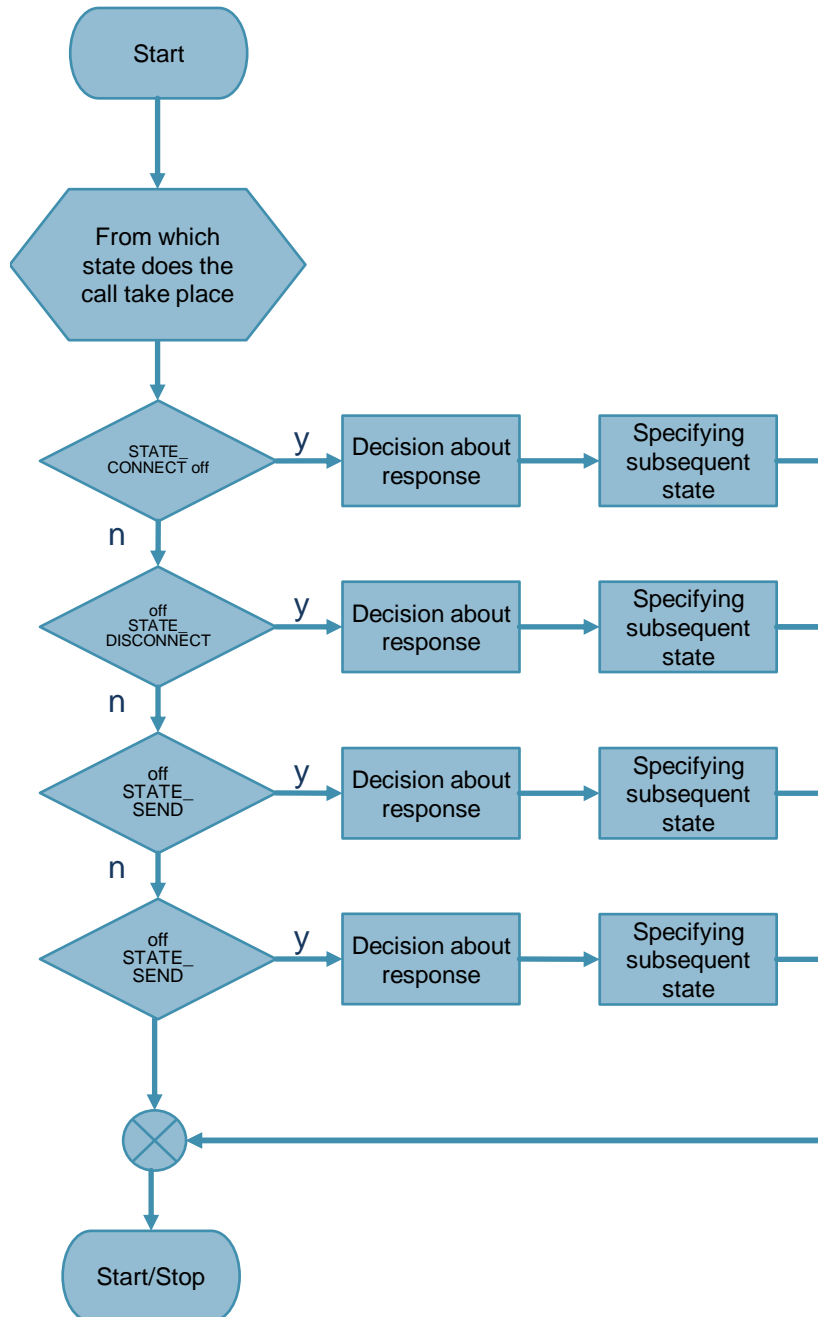 Start
From which
state does the
call take place
STATE_
CONNECT off
y
Decision about
response
Specifying
subsequent
state
n
off
STATE_
DISCONNECT
y
Decision about
response
Specifying
subsequent
state
n
off
STATE_
SEND
y
Decision about
response
Specifying
subsequent
state
n
off
STATE_
SEND
y
Decision about
response
Specifying
subsequent
state
Start/Stop